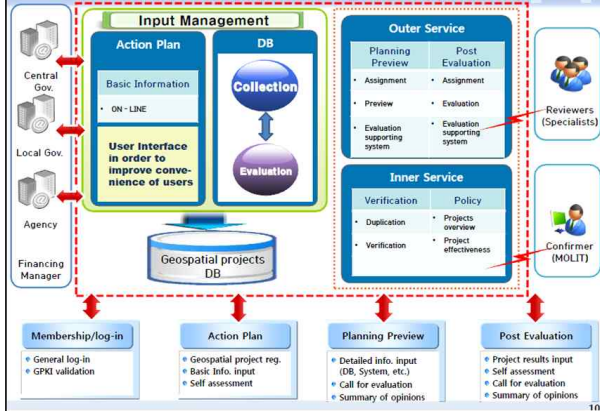 Input Management
Action Plan
Basic Information
• ON - LINE
User Interface
in order to
improve conve-
nience of users
DB
Collection
Evaluation
Geospatial projects
DB
Central
Gov.
Local Gov.
Agency
Financing
Manager
Outer Service
Planning
Preview
Post
Evaluation
• Assignment
• Assignment
• Preview
• Evaluation
• Evaluation
supporting
system
• Evaluation
supporting
system
Inner Service
Verification
Policy
• Duplication
• Projects
overview
• Verification
• Project
effectiveness
Reviewers
(Specialists)
Confirmer
(MOLIT)
Membership/log-in
• General log-in
• GPKI validation
Action Plan
• Geospatial project reg.
• Basic Info. input
• Self assessment
Planning Preview
• Detailed info. input
(DB, System, etc.)
• Call for evaluation
• Summary of opinions
Post Evaluation
• Project results input
• Self assessment
• Call for evaluation
• Summary of opinions
10